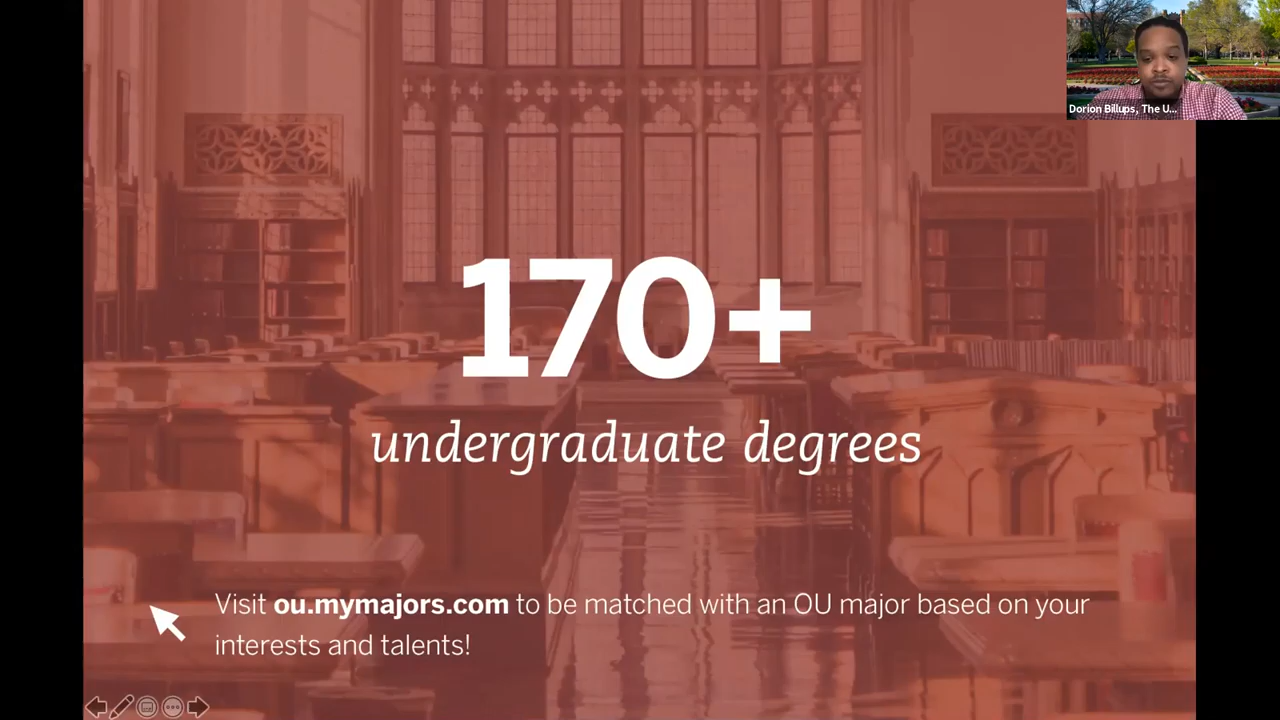 Dorion Billups, The U...
170+
undergraduate degrees
Visit ou.mymajors.com to be matched with an OU major based on your
interests and talents!